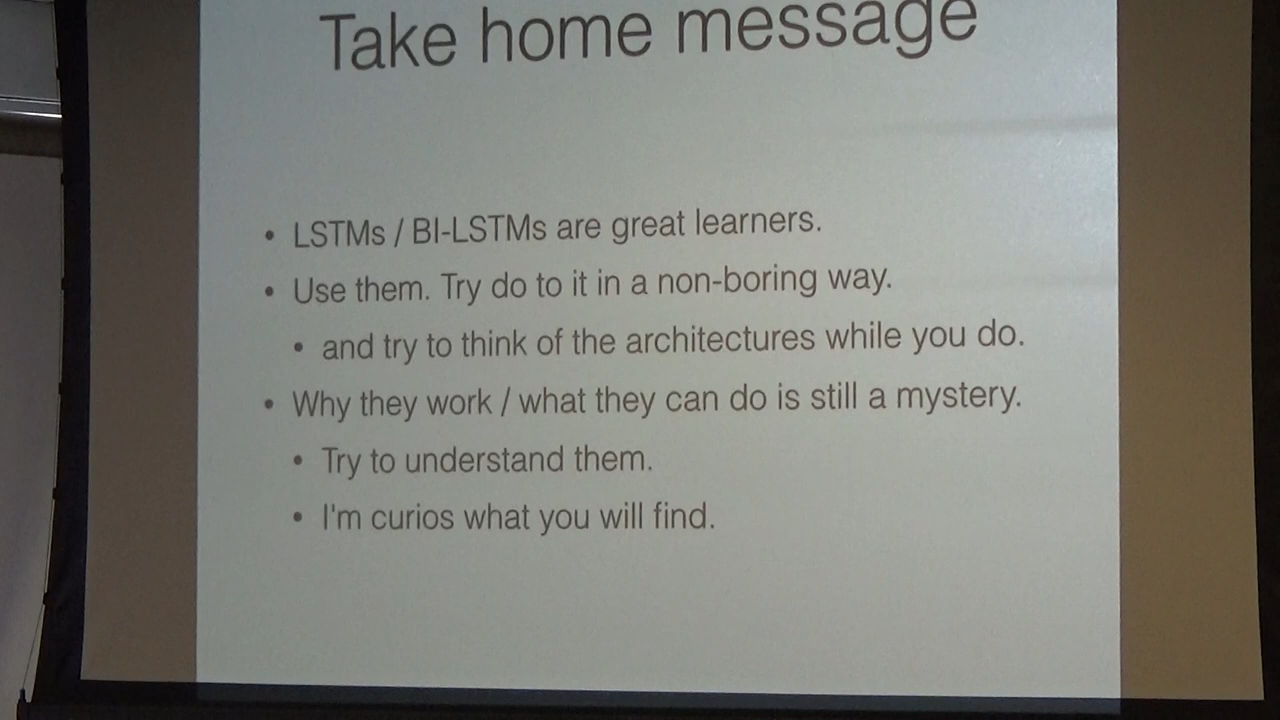 Take home message
• LSTMs / BI-LSTMs are great learners.
• Use them. Try do to it in a non-boring way.
• and try to think of the architectures while you do.
• Why they work / what they can do is still a mystery.
• Try to understand them.
• I'm curios what you will find.